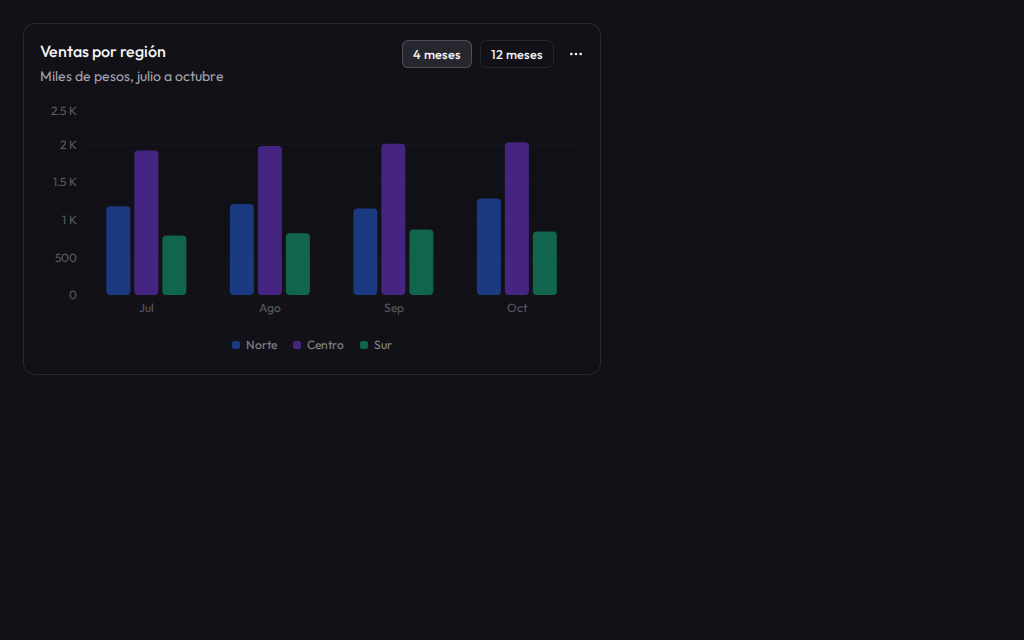 Ventas por región
4 meses
12 meses
Miles de pesos, julio a octubre
2.5 K
2 K
1.5 K
1 K
500
0
Jul
Ago
Sep
Oct
Norte
Centro
Sur